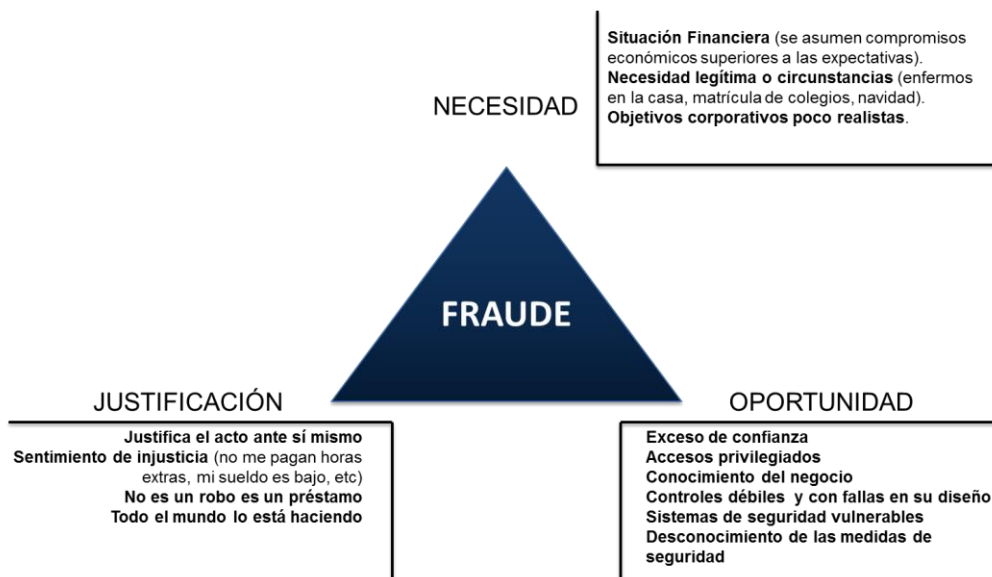 NECESIDAD
Situación Financiera (se asumen compromisos
económicos superiores a las expectativas).
Necesidad legítima o circunstancias (enfermos
en la casa, matrícula de colegios, navidad).
Objetivos corporativos poco realistas.
FRAUDE
JUSTIFICACIÓN
Justifica el acto ante sí mismo
Sentimiento de injusticia (no me pagan horas
extras, mi sueldo es bajo, etc)
No es un robo es un préstamo
Todo el mundo lo está haciendo
OPORTUNIDAD
Exceso de confianza
Accesos privilegiados
Conocimiento del negocio
Controles débiles y con fallas en su diseño
Sistemas de seguridad vulnerables
Desconocimiento de las medidas de
seguridad